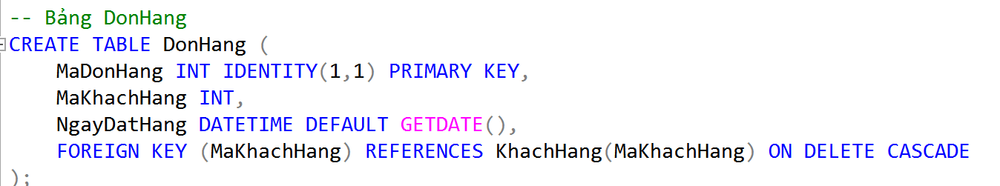 -- Bảng DonHang
CREATE TABLE DonHang (
MaDonHang INT IDENTITY(1,1) PRIMARY KEY,
MaKhachHang INT,
NgayDatHang DATETIME DEFAULT GETDATE(),
FOREIGN KEY (MaKhachHang) REFERENCES KhachHang(MaKhachHang) ON DELETE CASCADE
);